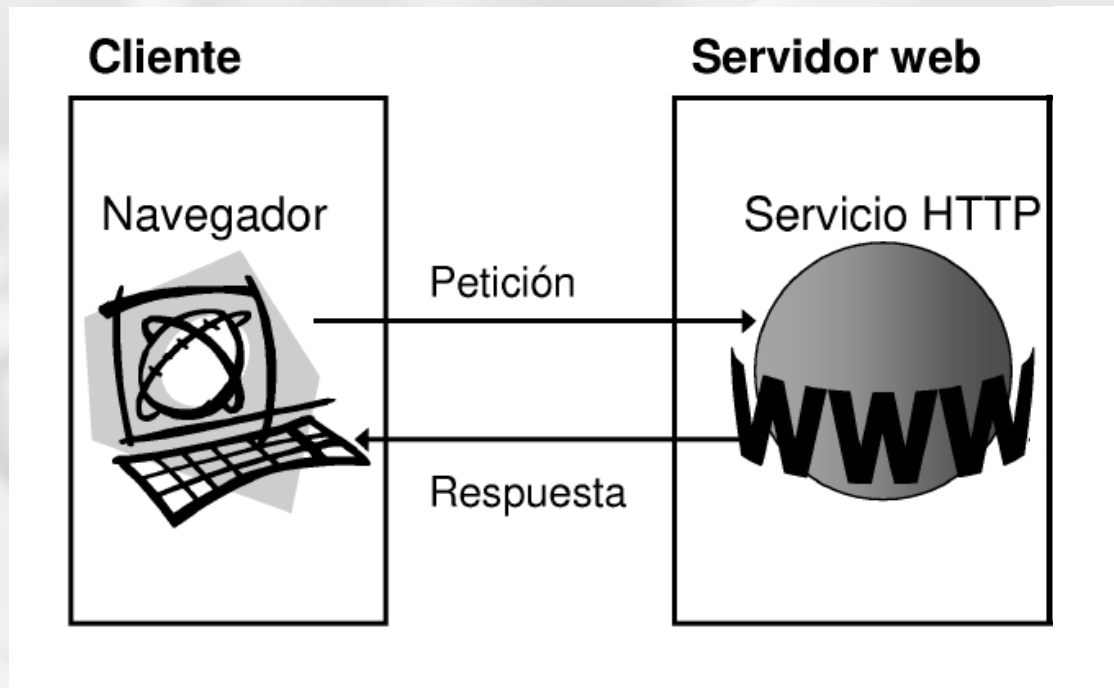 Cliente
Servidor web
Navegador
Servicio HTTP
Petición
WWW
Respuesta